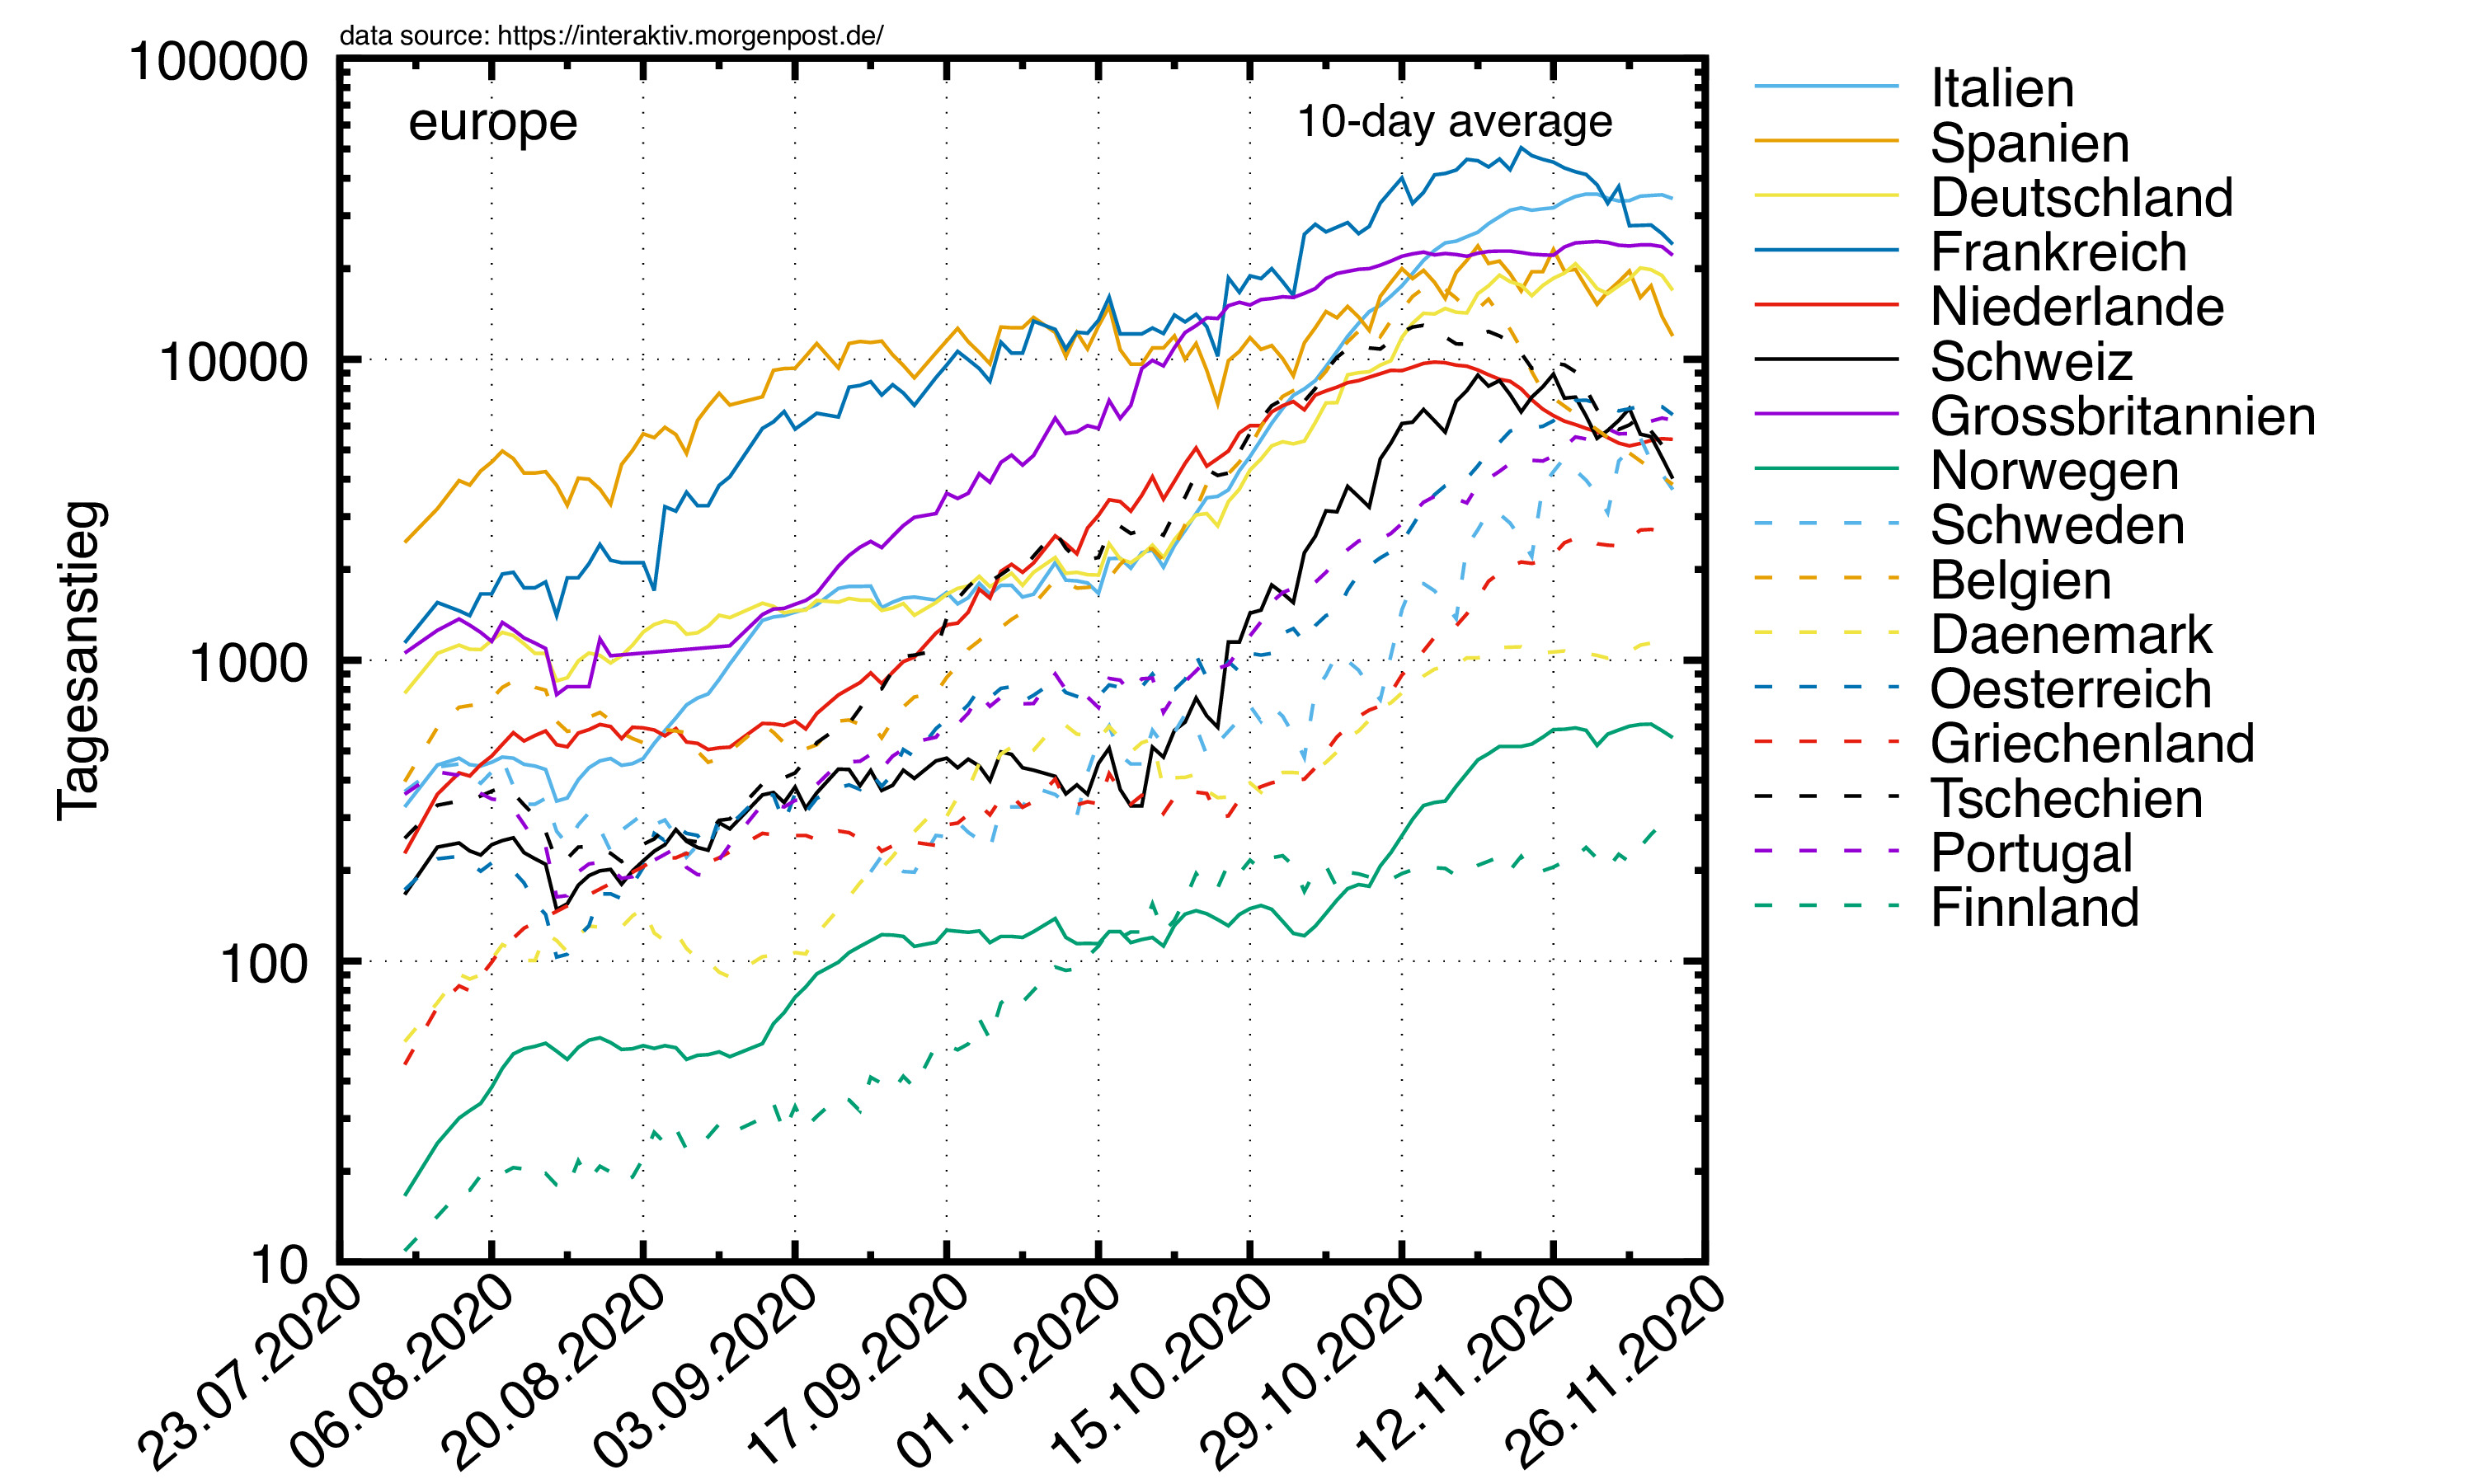 data source: https://interaktiv.morgenpost.de/
europe
10-day average
Tagesanstieg
100000
10000
1000
100
10
23.07.2020
06.08.2020
20.08.2020
03.09.2020
17.09.2020
01.10.2020
15.10.2020
29.10.2020
12.11.2020
26.11.2020
Italien
Spanien
Deutschland
Frankreich
Niederlande
Schweiz
Grossbritannien
Norwegen
Schweden
Belgien
Daenemark
Oesterreich
Griechenland
Tschechien
Portugal
Finnland